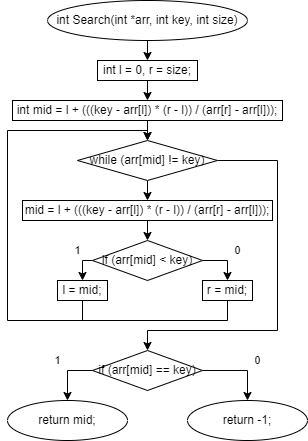 int Search(int *arr, int key, int size)
int l = 0, r = size;
int mid = l + (((key - arr[l]) * (r - l)) / (arr[r] - arr[l]));
while (arr[mid] != key)
mid = l + (((key - arr[l]) * (r - l)) / (arr[r] - arr[l]));
1
0
if (arr[mid] < key)
l = mid;
r = mid;
1
0
if (arr[mid] == key)
return mid;
return -1;